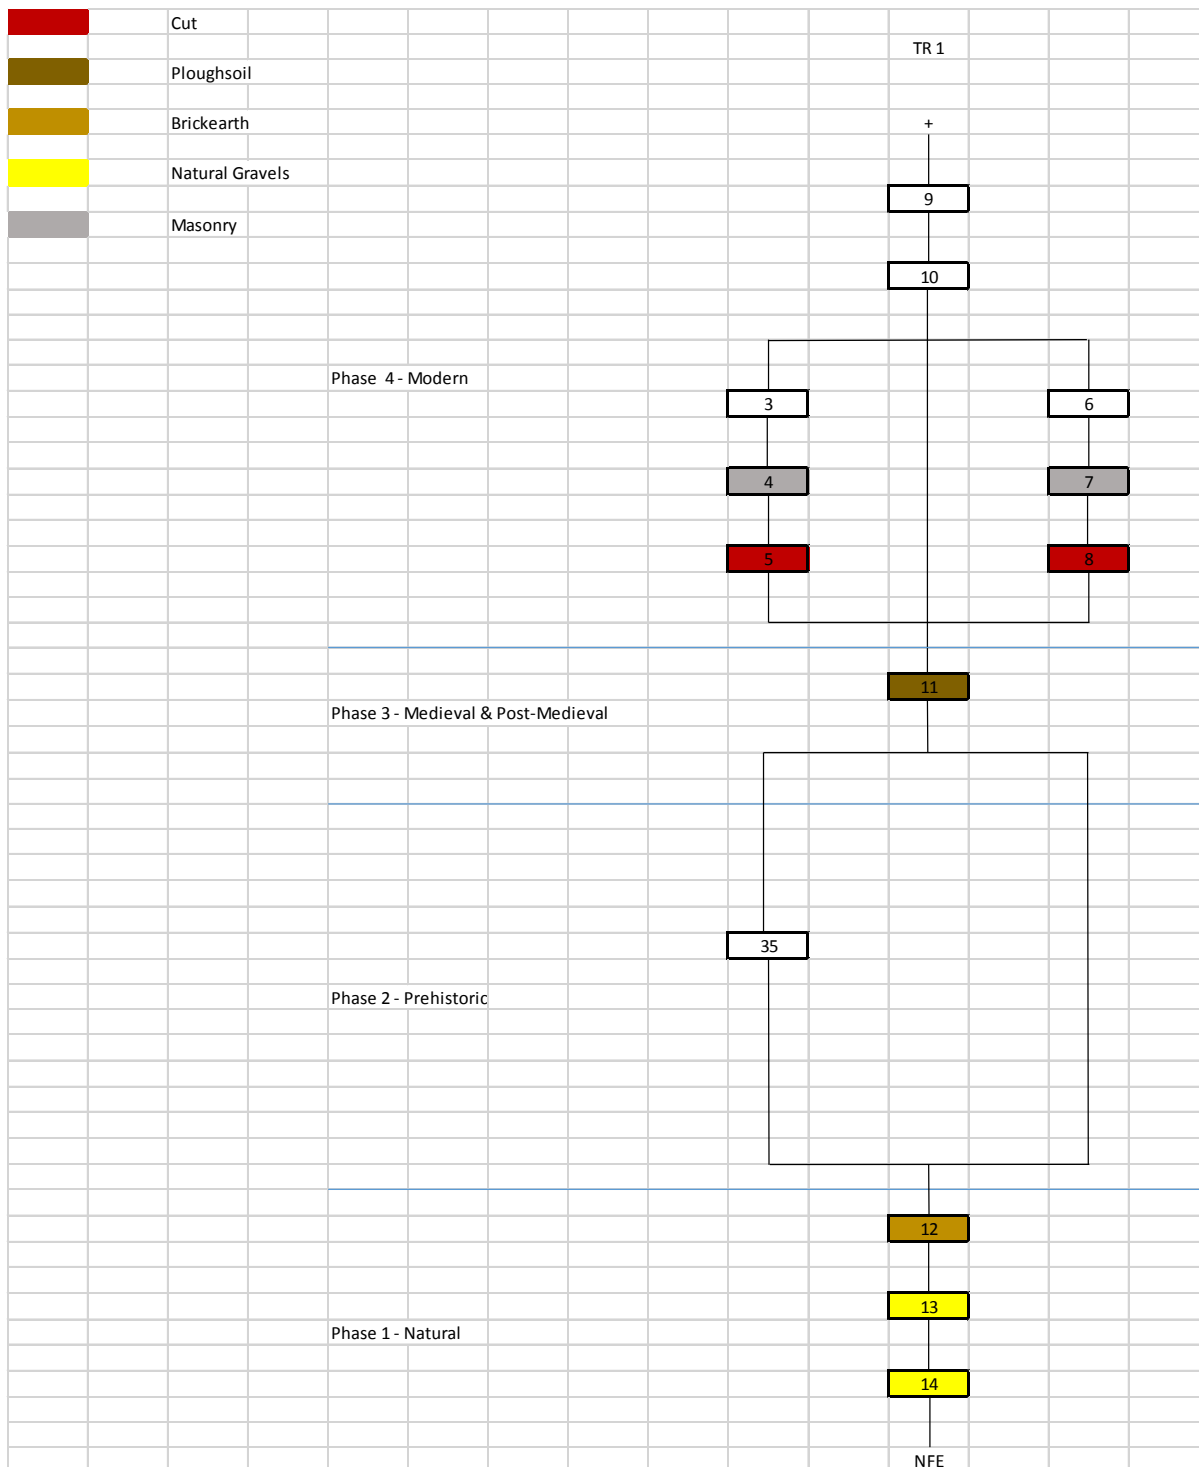 Cut
TR 1
Ploughsoil
Brickearth
+
Natural Gravels
9
Masonry
10
Phase 4 - Modern
3
6
4
7
5
8
11
Phase 3 - Medieval & Post-Medieval
35
Phase 2 - Prehistoric
12
13
Phase 1 - Natural
14
NFE